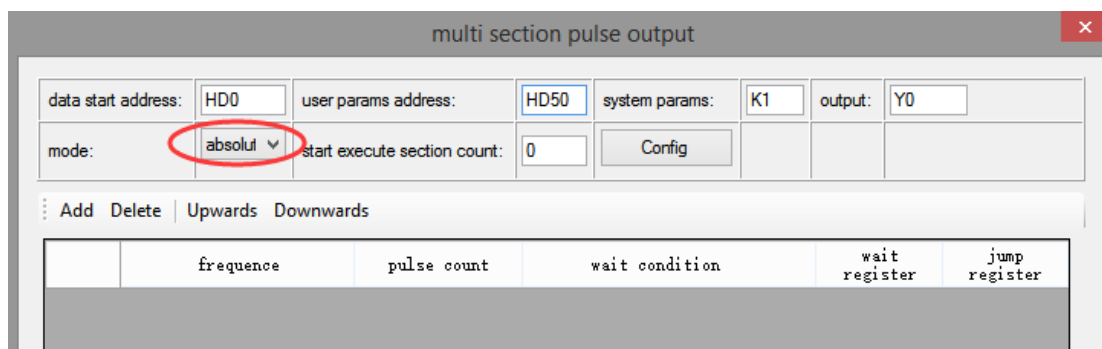 multi section pulse output
data start address: HD0 user params address: HD50 system params: K1 output: Y0
mode: absolut start execute section count: 0 Config
Add Delete Upwards Downwards
frequence pulse count wait condition wait register jump register